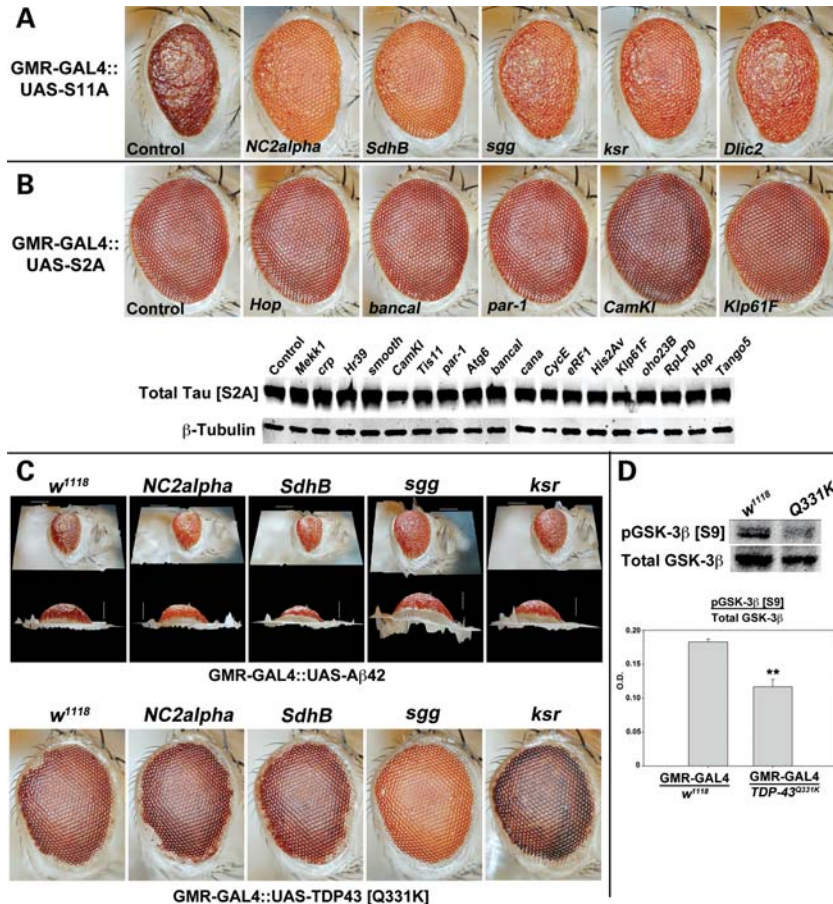 A
GMR-GAL4::
UAS-S11A
Control NC2alpha SdhB sgg ksr Dlic2
B
GMR-GAL4::
UAS-S2A
Control Hop bancal par-1 CamKI Klp61F
Control Mekk1 crp Hr39 smooth CamKI Tis11 par-1 Atg6 bancal cana CycE eRF1 His2Av Klp61F oho23B RpLP0 Hop Tango5
Total Tau [S2A]
β-Tubulin
C
w1118 NC2alpha SdhB sgg ksr
GMR-GAL4::UAS-Aβ42
w1118 NC2alpha SdhB sgg ksr
GMR-GAL4::UAS-TDP43 [Q331K]
D
w1118 Q331K
pGSK-3β [S9]
Total GSK-3β
pGSK-3β [S9]
Total GSK-3β
0.20
0.15
0.10
0.05
0
O.D.
**
GMR-GAL4
w1118
GMR-GAL4
TDP-43Q331K